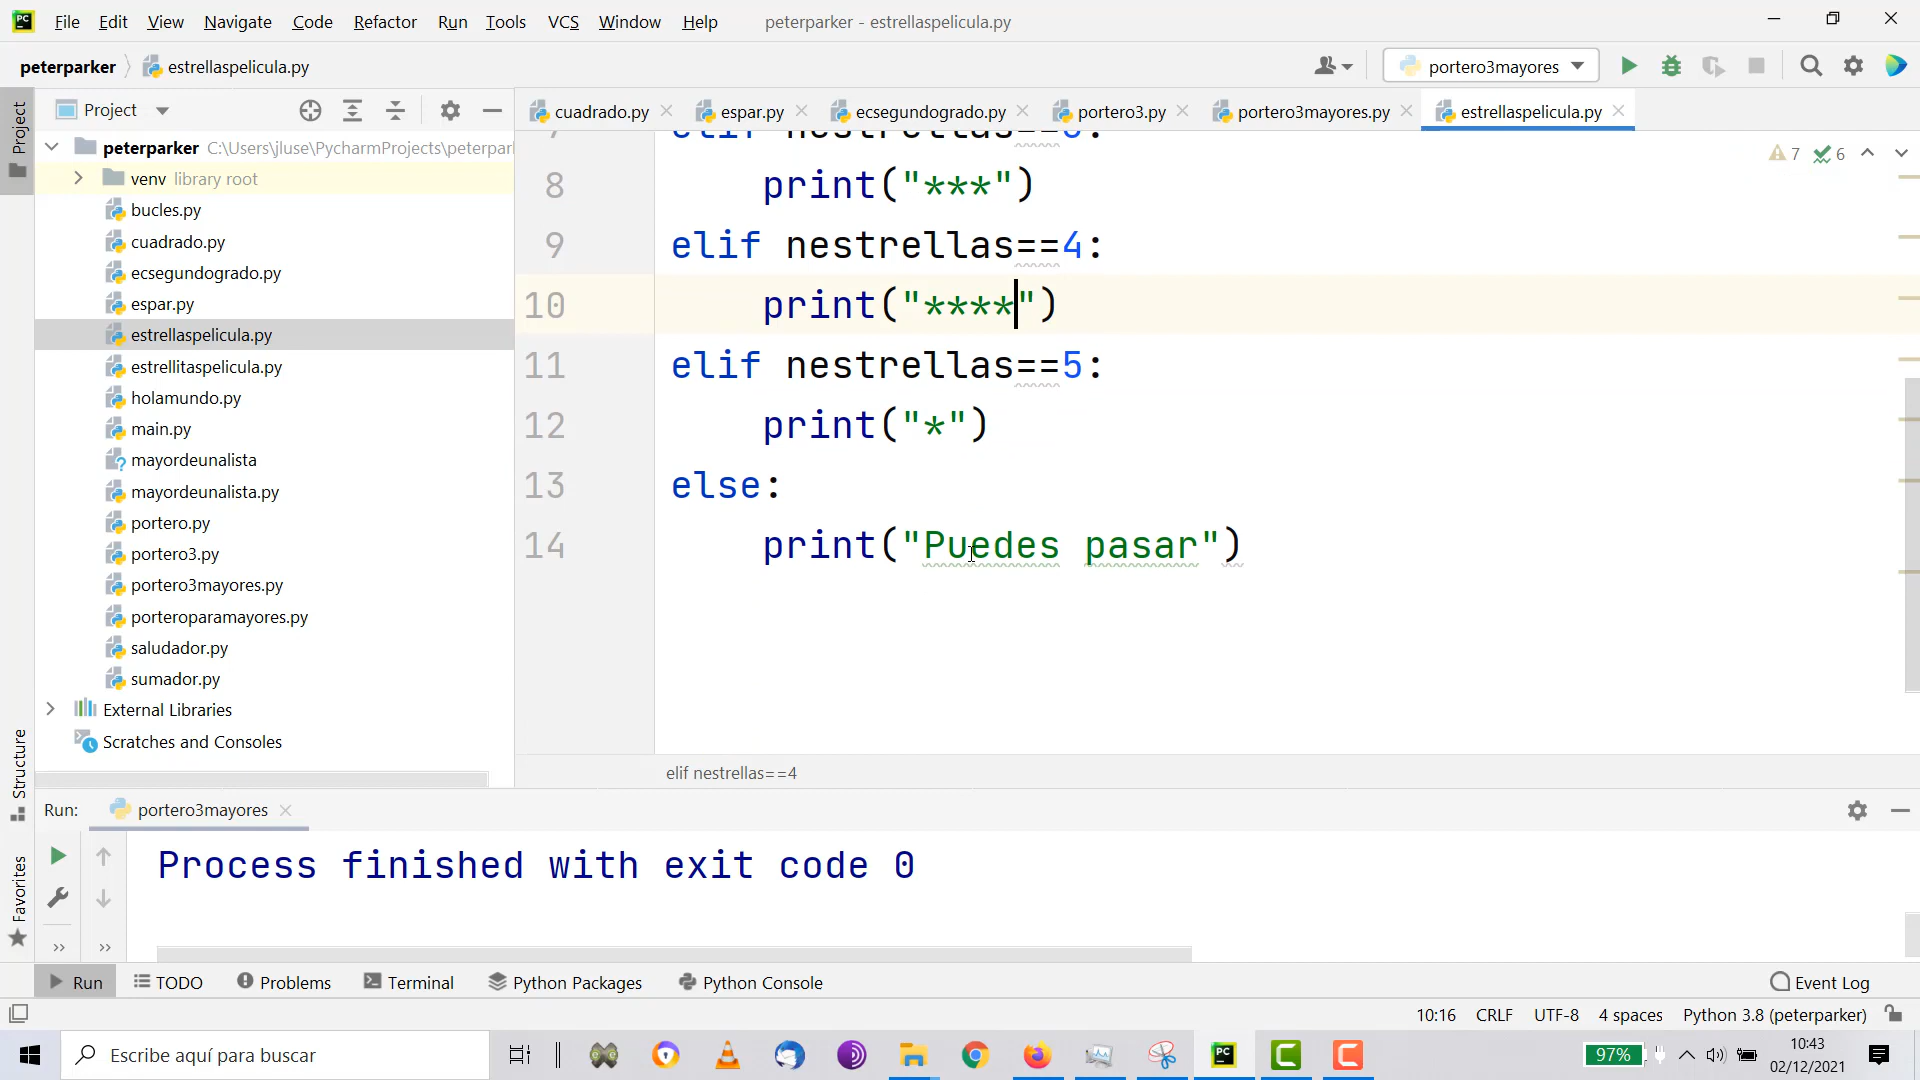 PC File Edit View Navigate Code Refactor Run Tools VCS Window Help peterparker - estrellaspelicula.py
peterparker estrellaspelicula.py portero3mayores
Project cuadrado.py espar.py ecsegundogrado.py portero3.py portero3mayores.py estrellaspelicula.py
Project
peterparker C:\Users\jluse\PycharmProjects\peterpar
venv library root
bucles.py
cuadrado.py
ecsegundogrado.py
espar.py
estrellaspelicula.py
estrellitaspelicula.py
holamundo.py
main.py
mayordeunalista
mayordeunalista.py
portero.py
portero3.py
portero3mayores.py
porteroparamayores.py
saludador.py
sumador.py
External Libraries
Scratches and Consoles
Structure
Favorites
7 6
8 print("***")
9 elif nestrellas==4:
10 print("****")
11 elif nestrellas==5:
12 print("*")
13 else:
14 print("Puedes pasar")
elif nestrellas==4
Run: portero3mayores
Process finished with exit code 0
Run TODO Problems Terminal Python Packages Python Console Event Log
10:16 CRLF UTF-8 4 spaces Python 3.8 (peterparker)
Escribe aquí para buscar
PC
97%
10:43
02/12/2021